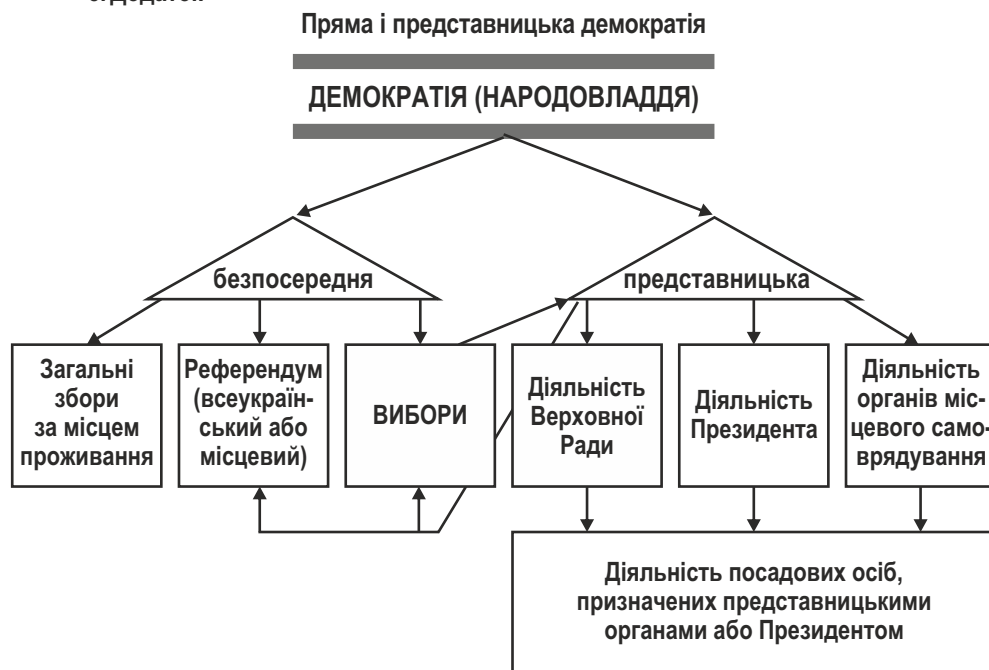 Пряма і представницька демократія
ДЕМОКРАТІЯ (НАРОДОВЛАДДЯ)
безпосередня
представницька
Загальні
збори
за місцем
проживання
Референдум
(всеукраїн-
ський або
місцевий)
ВИБОРИ
Діяльність
Верховної
Ради
Діяльність
Президента
Діяльність
органів міс-
цевого само-
врядування
Діяльність посадових осіб,
призначених представницькими
органами або Президентом